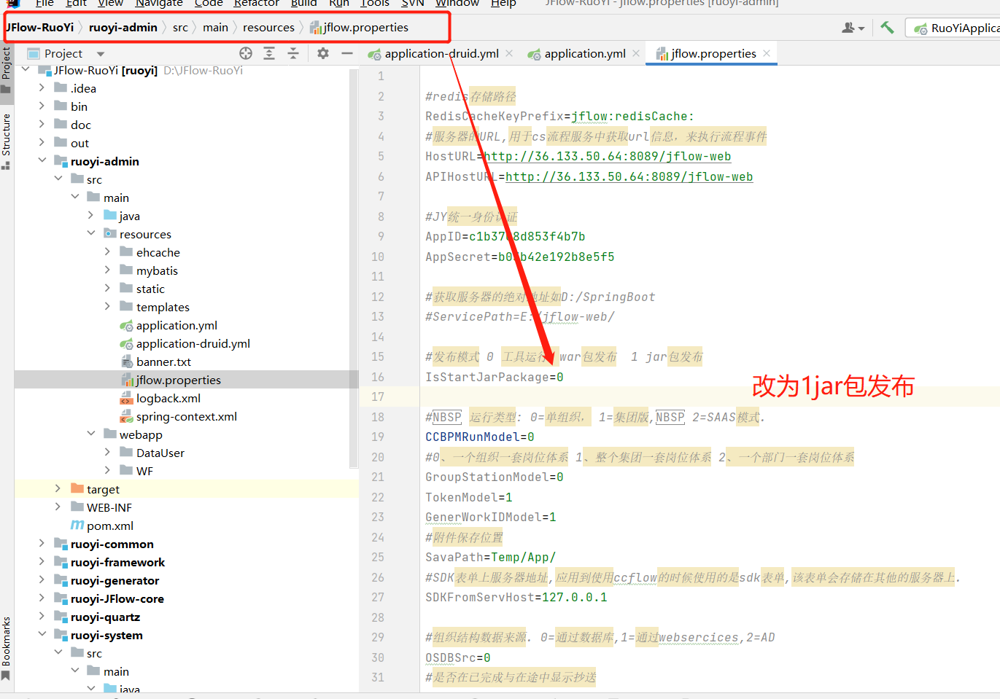 File Edit View Navigate Code Refactor Build Run Tools SVN Window Help JFlow-RuoYi - jflow.properties [ruoyi-admin]
JFlow-RuoYi ruoyi-admin src main resources jflow.properties RuoYiApplica
Project application-druid.yml application.yml jflow.properties
Project
Structure
Bookmarks
JFlow-RuoYi [ruoyi] D:\JFlow-RuoYi
.idea
bin
doc
out
ruoyi-admin
src
main
java
resources
ehcache
mybatis
static
templates
application.yml
application-druid.yml
banner.txt
jflow.properties
logback.xml
spring-context.xml
webapp
DataUser
WF
target
WEB-INF
pom.xml
ruoyi-common
ruoyi-framework
ruoyi-generator
ruoyi-JFlow-core
ruoyi-quartz
ruoyi-system
src
main
java
1
2 #redis存储路径
3 RedisCacheKeyPrefix=jflow:redisCache:
4 #服务器的URL,用于cs流程服务中获取url信息，来执行流程事件
5 HostURL=http://36.133.50.64:8089/jflow-web
6 APIHostURL=http://36.133.50.64:8089/jflow-web
7
8 #JY统一身份认证
9 AppID=c1b37 8d853f4b7b
10 AppSecret=b0 b42e192b8e5f5
11
12 #获取服务器的绝对地址如D:/SpringBoot
13 #ServicePath=E:/jflow-web/
14
15 #发布模式 0 工具运行 war包发布 1 jar包发布
16 IsStartJarPackage=0
17
改为1jar包发布
18 #NBSP 运行类型: 0=单组织， 1=集团版,NBSP 2=SAAS模式.
19 CCBPMRunModel=0
20 #0、一个组织一套岗位体系 1、整个集团一套岗位体系 2、一个部门一套岗位体系
21 GroupStationModel=0
22 TokenModel=1
23 GenerWorkIDModel=1
24 #附件保存位置
25 SavaPath=Temp/App/
26 #SDK表单上服务器地址,应用到使用ccflow的时候使用的是sdk表单,该表单会存储在其他的服务器上.
27 SDKFromServHost=127.0.0.1
28
29 #组织结构数据来源. 0=通过数据库,1=通过websercices,2=AD
30 OSDBSrc=0
31 #是否在已完成与在途中显示抄送